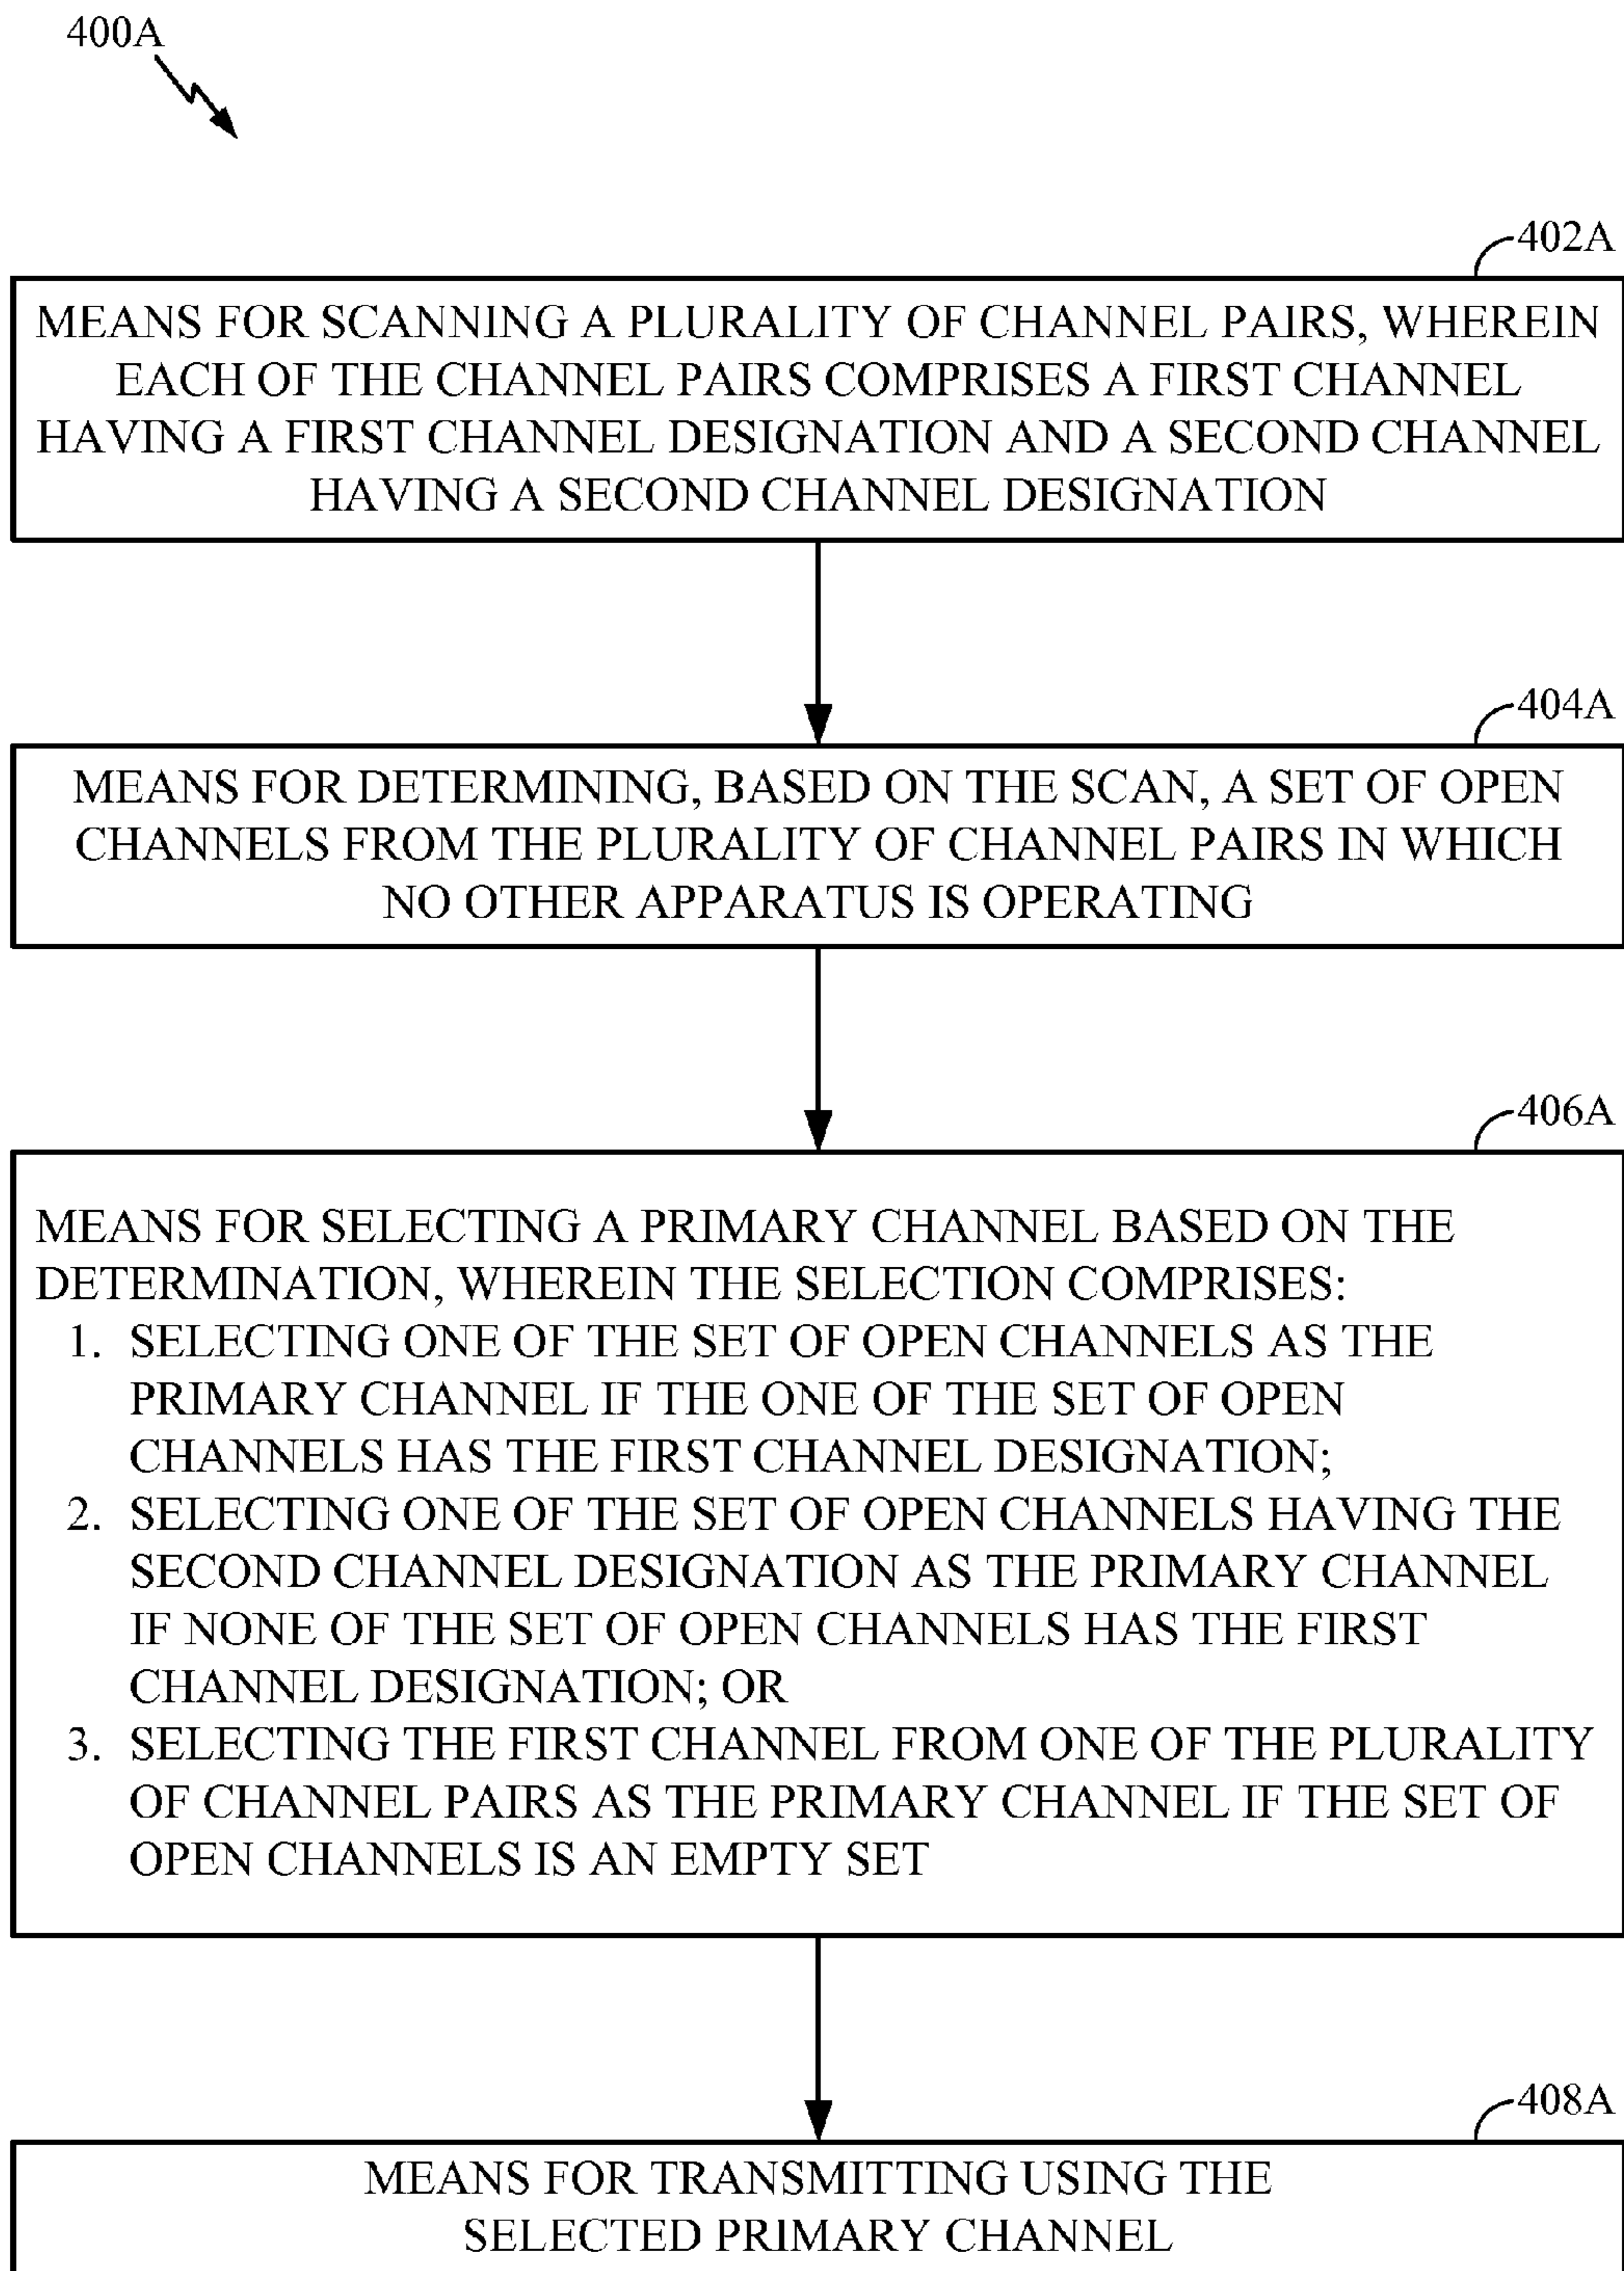 400A
402A
MEANS FOR SCANNING A PLURALITY OF CHANNEL PAIRS, WHEREIN
EACH OF THE CHANNEL PAIRS COMPRISES A FIRST CHANNEL
HAVING A FIRST CHANNEL DESIGNATION AND A SECOND CHANNEL
HAVING A SECOND CHANNEL DESIGNATION
404A
MEANS FOR DETERMINING, BASED ON THE SCAN, A SET OF OPEN
CHANNELS FROM THE PLURALITY OF CHANNEL PAIRS IN WHICH
NO OTHER APPARATUS IS OPERATING
406A
MEANS FOR SELECTING A PRIMARY CHANNEL BASED ON THE
DETERMINATION, WHEREIN THE SELECTION COMPRISES:
1. SELECTING ONE OF THE SET OF OPEN CHANNELS AS THE
PRIMARY CHANNEL IF THE ONE OF THE SET OF OPEN
CHANNELS HAS THE FIRST CHANNEL DESIGNATION;
2. SELECTING ONE OF THE SET OF OPEN CHANNELS HAVING THE
SECOND CHANNEL DESIGNATION AS THE PRIMARY CHANNEL
IF NONE OF THE SET OF OPEN CHANNELS HAS THE FIRST
CHANNEL DESIGNATION; OR
3. SELECTING THE FIRST CHANNEL FROM ONE OF THE PLURALITY
OF CHANNEL PAIRS AS THE PRIMARY CHANNEL IF THE SET OF
OPEN CHANNELS IS AN EMPTY SET
408A
MEANS FOR TRANSMITTING USING THE
SELECTED PRIMARY CHANNEL